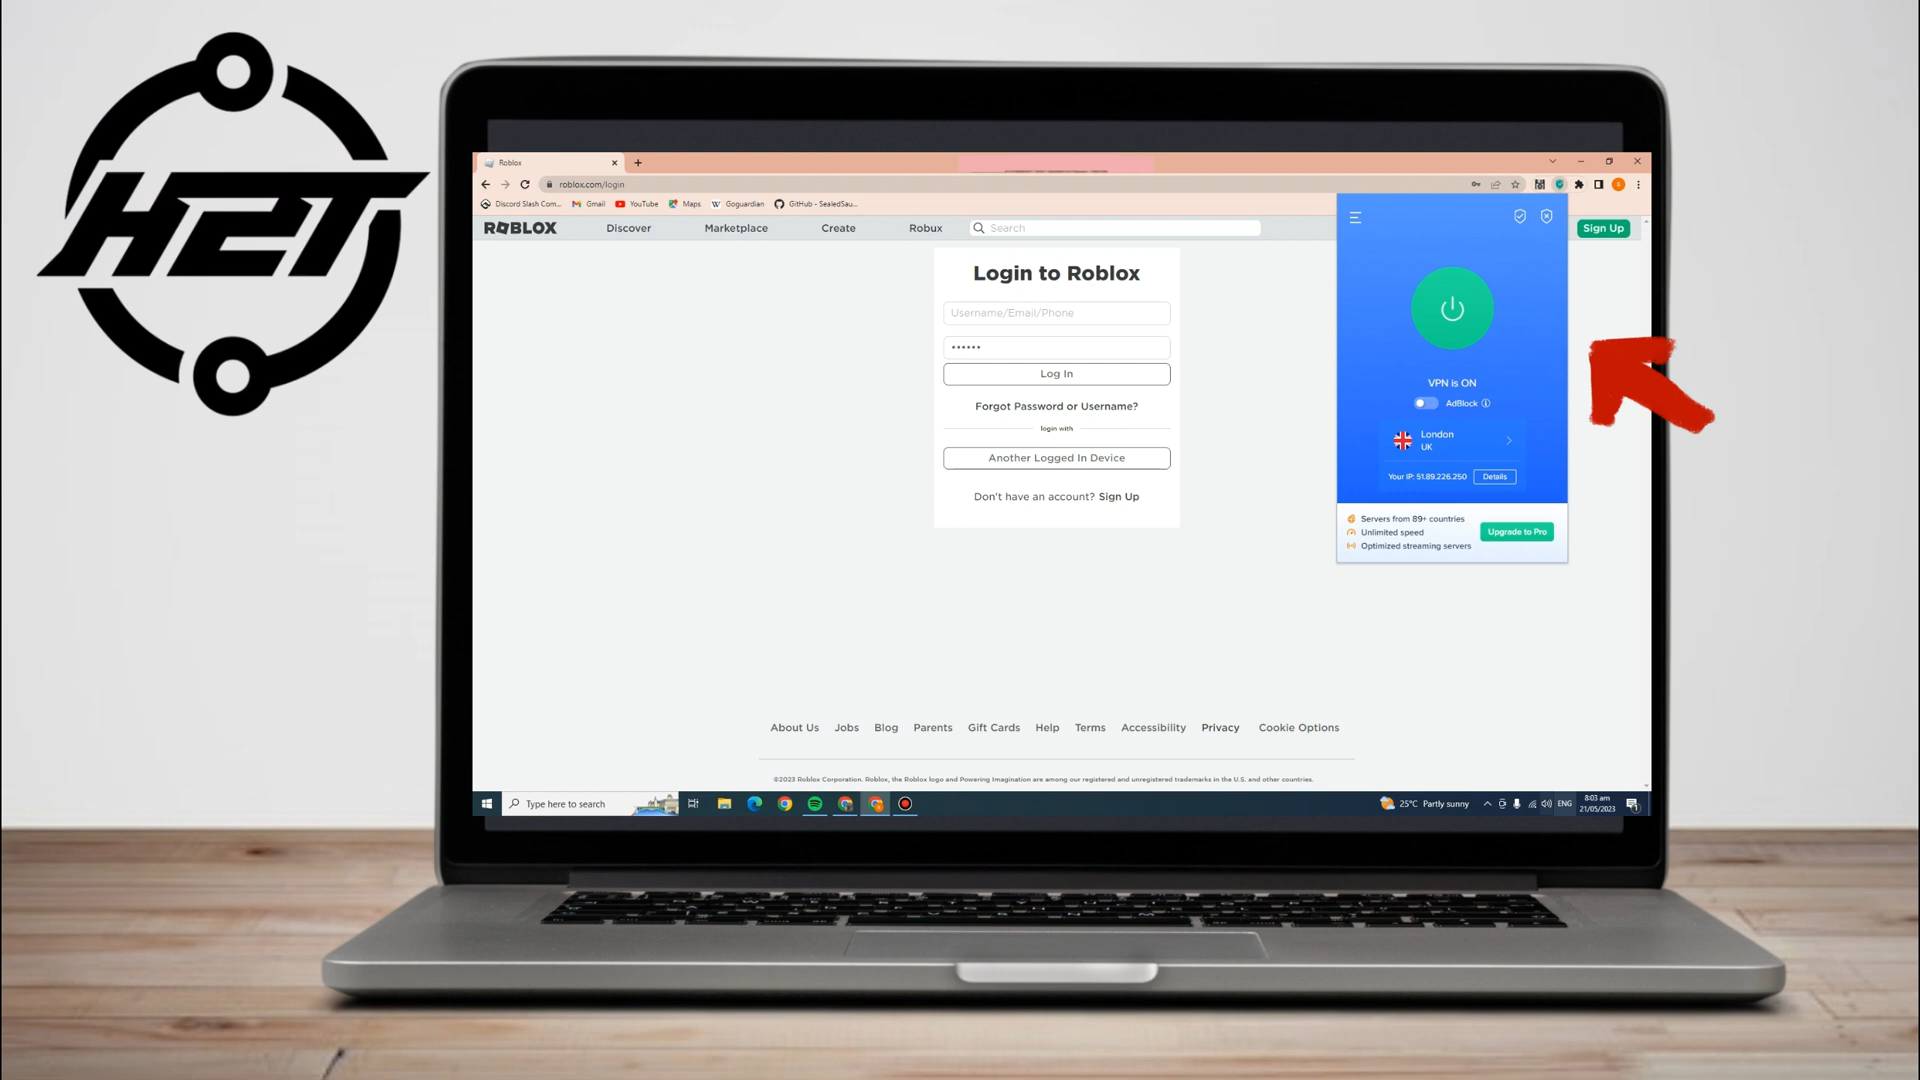 H2T
Roblox
roblox.com/login
Discord Slash Com... Gmail YouTube Maps Goguardian GitHub - SealedSau...
ROBLOX Discover Marketplace Create Robux Search Sign Up
Login to Roblox
Username/Email/Phone
••••••
Log In
Forgot Password or Username?
login with
Another Logged In Device
Don't have an account? Sign Up
VPN is ON
AdBlock
London
UK
Your IP: 51.89.226.250 Details
Servers from 89+ countries
Unlimited speed
Optimized streaming servers
Upgrade to Pro
About Us Jobs Blog Parents Gift Cards Help Terms Accessibility Privacy Cookie Options
©2023 Roblox Corporation. Roblox, the Roblox logo and Powering Imagination are among our registered and unregistered trademarks in the U.S. and other countries.
Type here to search
25°C Partly sunny
ENG
8:03 am
21/05/2023